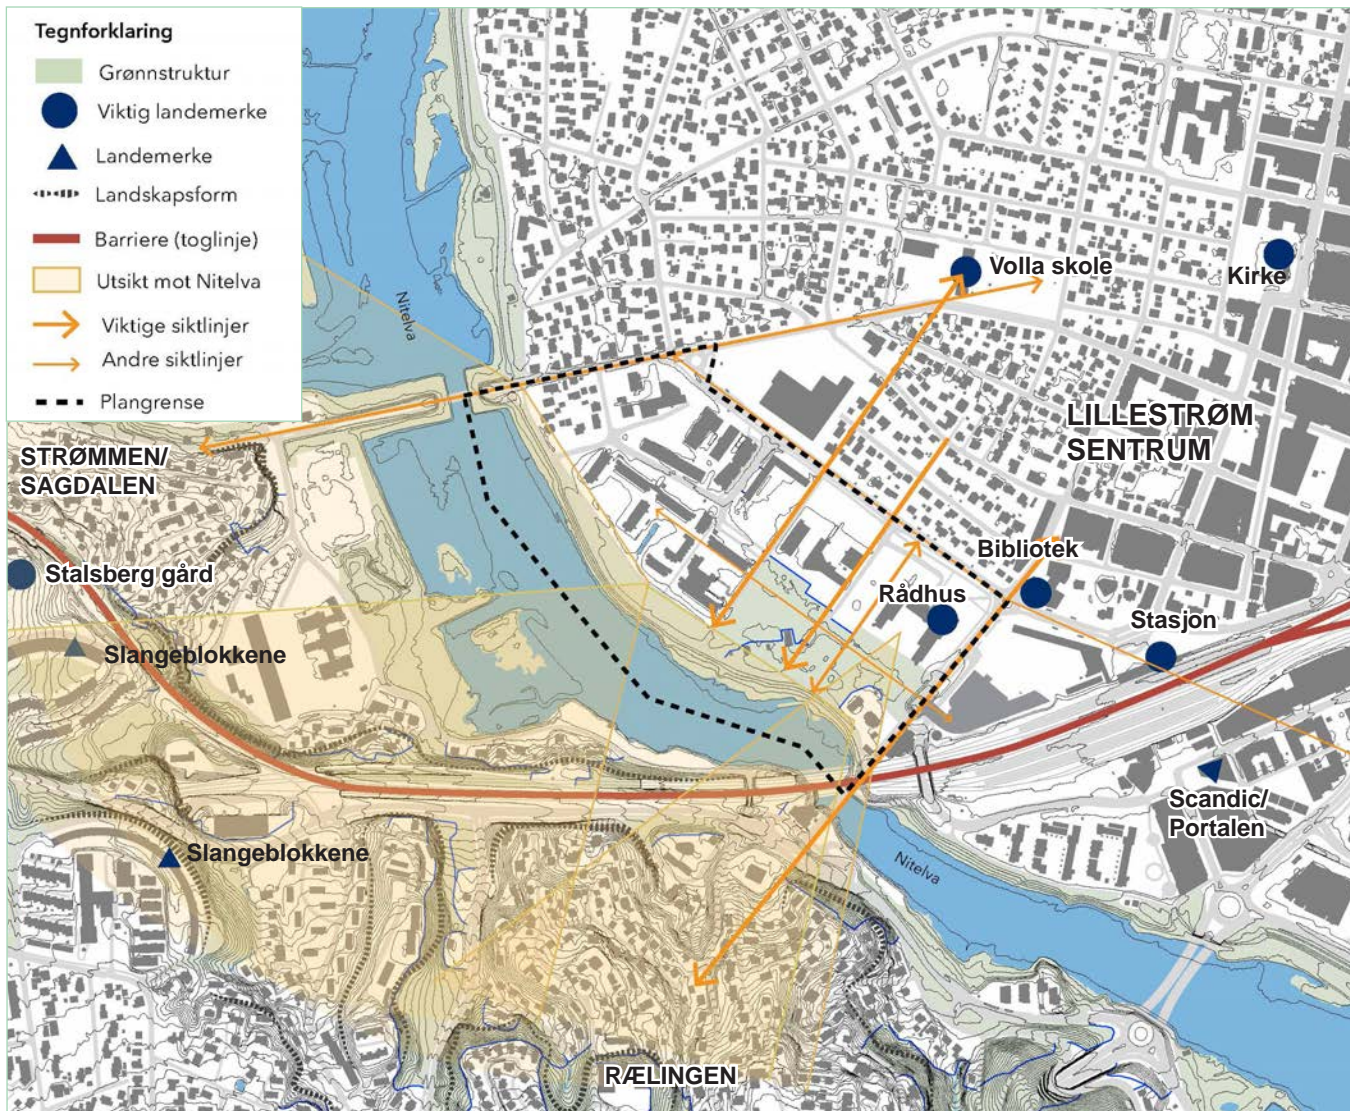 Tegnforklaring
Grønnstruktur
Viktig landemerke
Landemerke
Landskapsform
Barriere (toglinje)
Utsikt mot Nitelva
Viktige siktlinjer
Andre siktlinjer
Plangrense
Nitelva
Volla skole
Kirke
LILLESTRØM
SENTRUM
STRØMMEN/
SAGDALEN
Bibliotek
Stalsberg gård
Rådhus
Stasjon
Slangeblokkene
Scandic/
Portalen
Slangeblokkene
Nitelva
RÆLINGEN